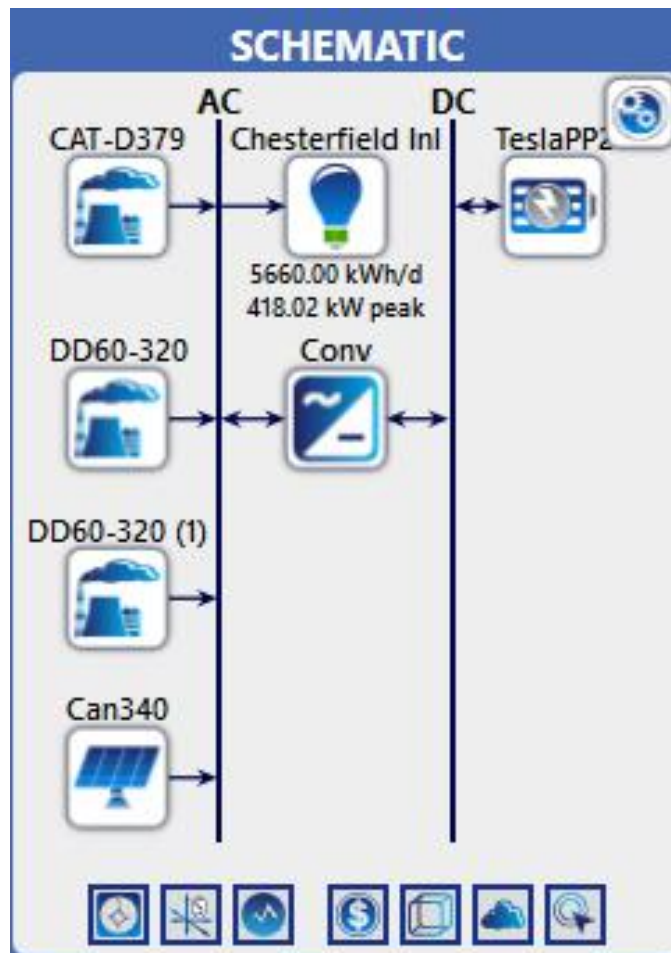 SCHEMATIC
AC
DC
CAT-D379
Chesterfield Inl
TeslaPP2
5660.00 kWh/d
418.02 kW peak
DD60-320
Conv
DD60-320 (1)
Can340